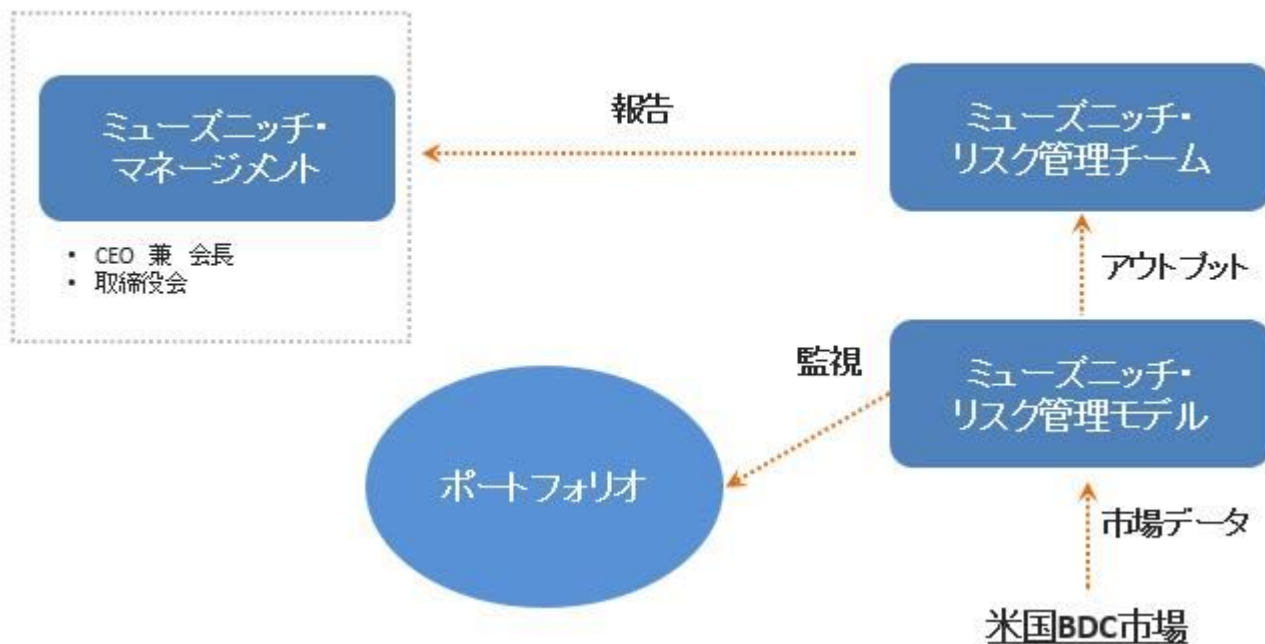 ミューズニッチ・
マネージメント
• CEO 兼 会長
• 取締役会
報告
ミューズニッチ・
リスク管理チーム
アウトプット
監視
ミューズニッチ・
リスク管理モデル
ポートフォリオ
市場データ
米国BDC市場